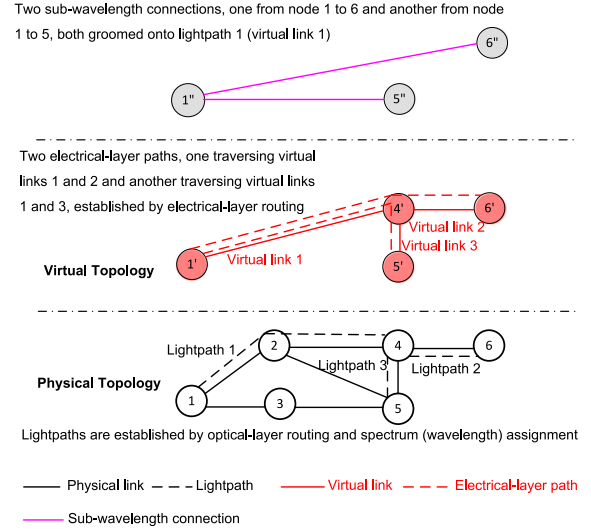 Two sub-wavelength connections, one from node 1 to 6 and another from node
1 to 5, both groomed onto lightpath 1 (virtual link 1)
6"
1"
5"
Two electrical-layer paths, one traversing virtual
links 1 and 2 and another traversing virtual links
1 and 3, established by electrical-layer routing
4'
6'
Virtual link 2
Virtual link 3
Virtual link 1
1'
5'
Virtual Topology
Lightpath 1
2
4
6
Lightpath 3
Lightpath 2
Physical Topology
1
3
5
Lightpaths are established by optical-layer routing and spectrum (wavelength) assignment
Physical link
Lightpath
Virtual link
Electrical-layer path
Sub-wavelength connection